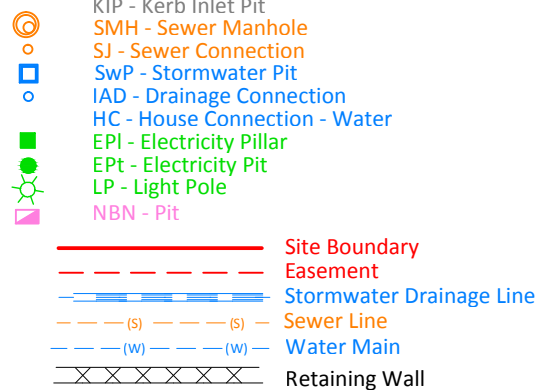 KIP - Kerb Inlet Pit
SMH - Sewer Manhole
SJ - Sewer Connection
SwP - Stormwater Pit
IAD - Drainage Connection
HC - House Connection - Water
EPl - Electricity Pillar
EPt - Electricity Pit
LP - Light Pole
NBN - Pit
Site Boundary
Easement
Stormwater Drainage Line
(S) (S) Sewer Line
(W) (W) Water Main
Retaining Wall